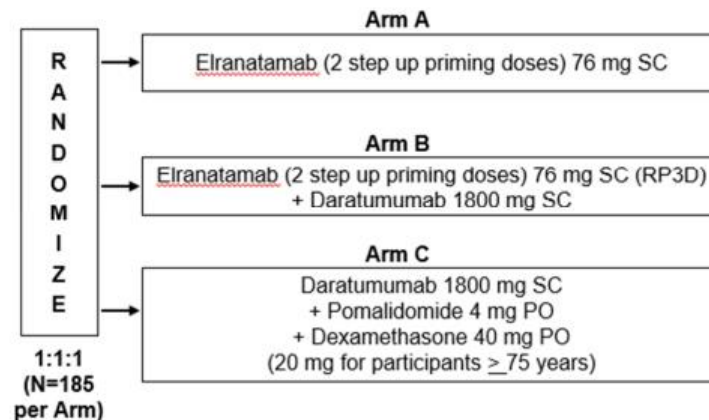 Arm A
Elranatamab (2 step up priming doses) 76 mg SC
Arm B
Elranatamab (2 step up priming doses) 76 mg SC (RP3D)
+ Daratumumab 1800 mg SC
Arm C
Daratumumab 1800 mg SC
+ Pomalidomide 4 mg PO
+ Dexamethasone 40 mg PO
(20 mg for participants ≥ 75 years)
R
A
N
D
O
M
I
Z
E
1:1:1
(N=185
per Arm)